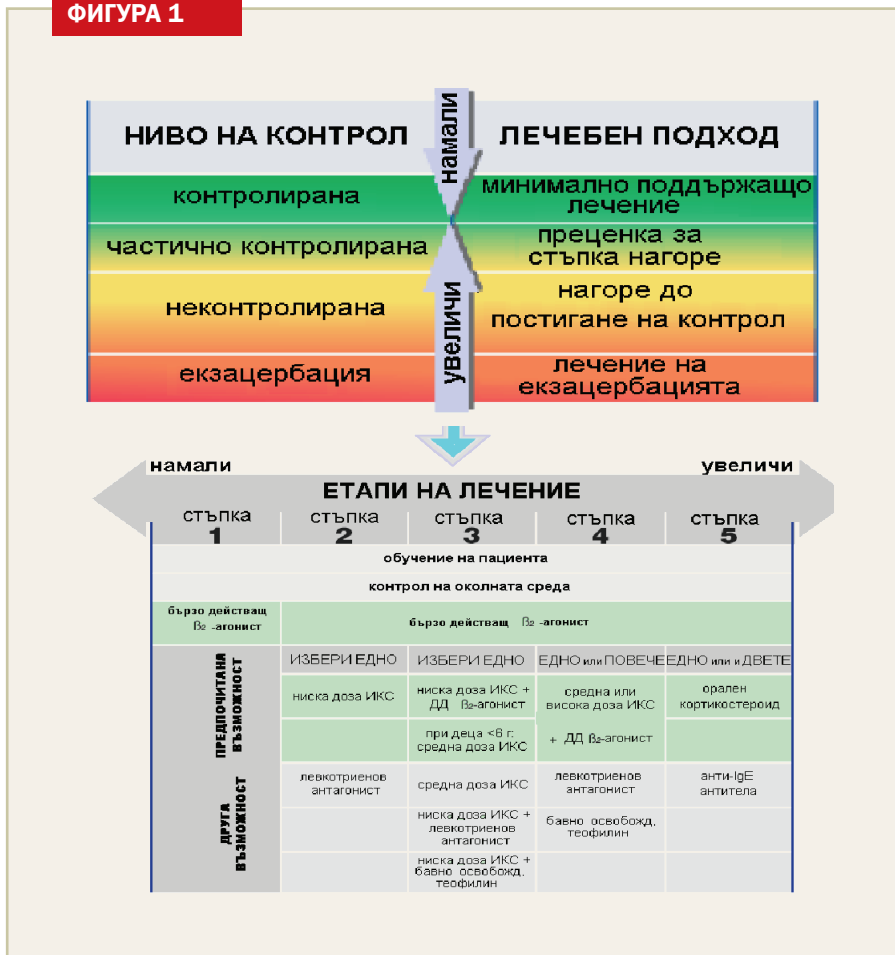 ФИГУРА 1
НИВО НА КОНТРОЛ
намали
ЛЕЧЕБЕН ПОДХОД
контролирана
минимално поддържащо
лечение
частично контролирана
преценка за
стъпка нагоре
увеличи
неконтролирана
нагоре до
постигане на контрол
екзацербация
лечение на
екзацербацията
намали
увеличи
ЕТАПИ НА ЛЕЧЕНИЕ
стъпка
1
стъпка
2
стъпка
3
стъпка
4
стъпка
5
обучение на пациента
контрол на околната среда
бързо действащ
β₂ -агонист
бързо действащ β₂ -агонист
ПРЕДПОЧИТАНА
ВЪЗМОЖНОСТ
ИЗБЕРИ ЕДНО
ИЗБЕРИ ЕДНО
ЕДНО или ПОВЕЧЕ
ЕДНО или и ДВЕТЕ
ниска доза ИКС
ниска доза ИКС +
ДД β₂-агонист
средна или
висока доза ИКС
орален
кортикостероид
при деца <6 г.
средна доза ИКС
+ ДД β₂-агонист
ДРУГА
ВЪЗМОЖНОСТ
левкотриенов
антагонист
средна доза ИКС
левкотриенов
антагонист
анти-IgE
антитела
ниска доза ИКС +
левкотриенов
антагонист
бавно освобожд.
теофилин
ниска доза ИКС +
бавно освобожд.
теофилин